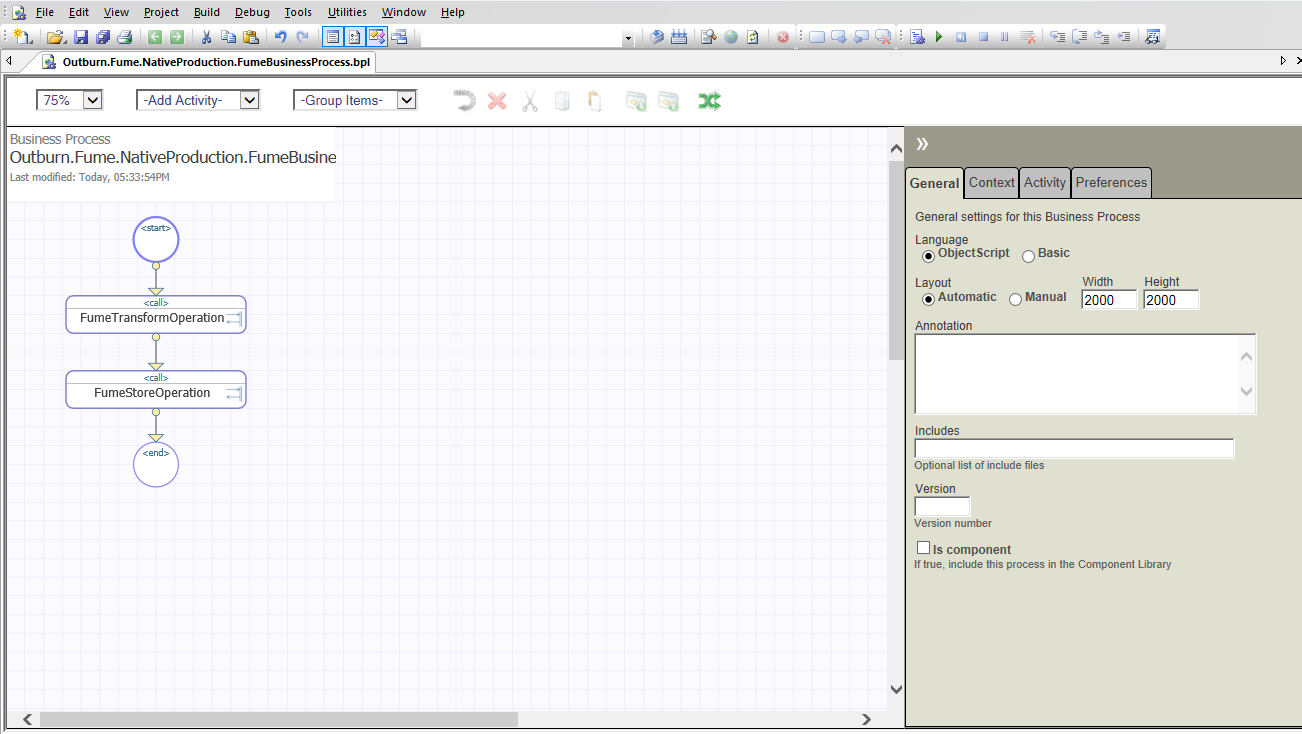 File Edit View Project Build Debug Tools Utilities Window Help
Outburn.Fume.NativeProduction.FumeBusinessProcess.bpl
75% -Add Activity- -Group Items-
Business Process
Outburn.Fume.NativeProduction.FumeBusine
Last modified: Today, 05:33:54PM
<start>
<call>
FumeTransformOperation
<call>
FumeStoreOperation
<end>
General Context Activity Preferences
General settings for this Business Process
Language
ObjectScript Basic
Layout Width Height
Automatic Manual 2000 2000
Annotation
Includes
Optional list of include files
Version
Version number
Is component
If true, include this process in the Component Library